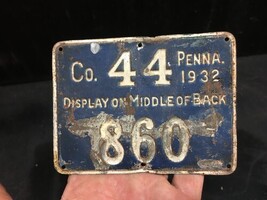 Co. 44 PENNA.
1932
DISPLAY ON MIDDLE OF BACK
860